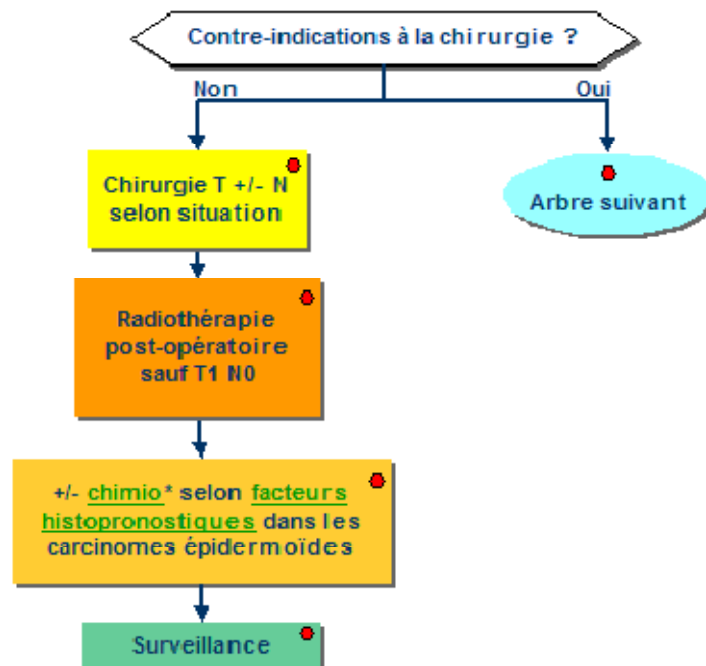 Contre-indications à la chirurgie ?
Non
Oui
Chirurgie T +/- N
selon situation
Arbre suivant
Radiothérapie
post-opératoire
sauf T1 N0
+/- chimio* selon facteurs
histopronostiques dans les
carcinomes épidermoïdes
Surveillance